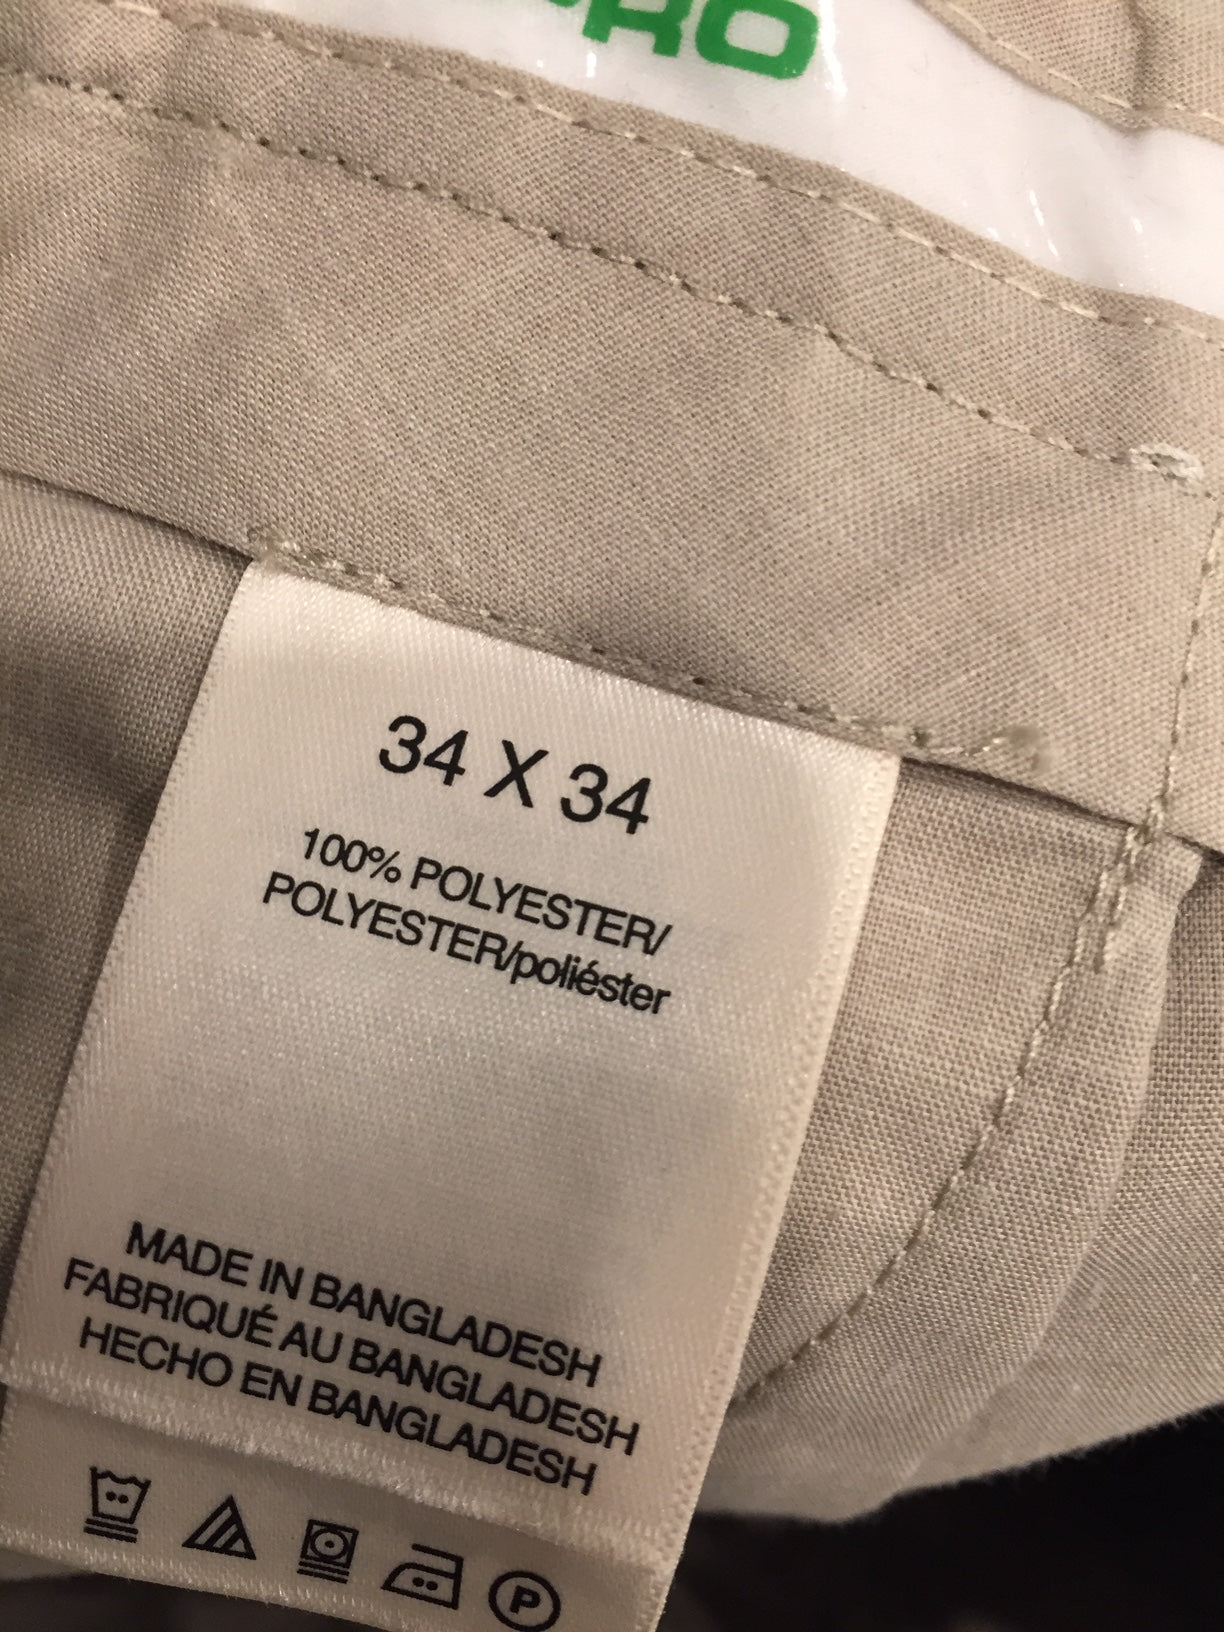 34 X 34
100% POLYESTER/
POLYESTER/poliéster
MADE IN BANGLADESH
FABRIQUÉ AU BANGLADESH
HECHO EN BANGLADESH
P